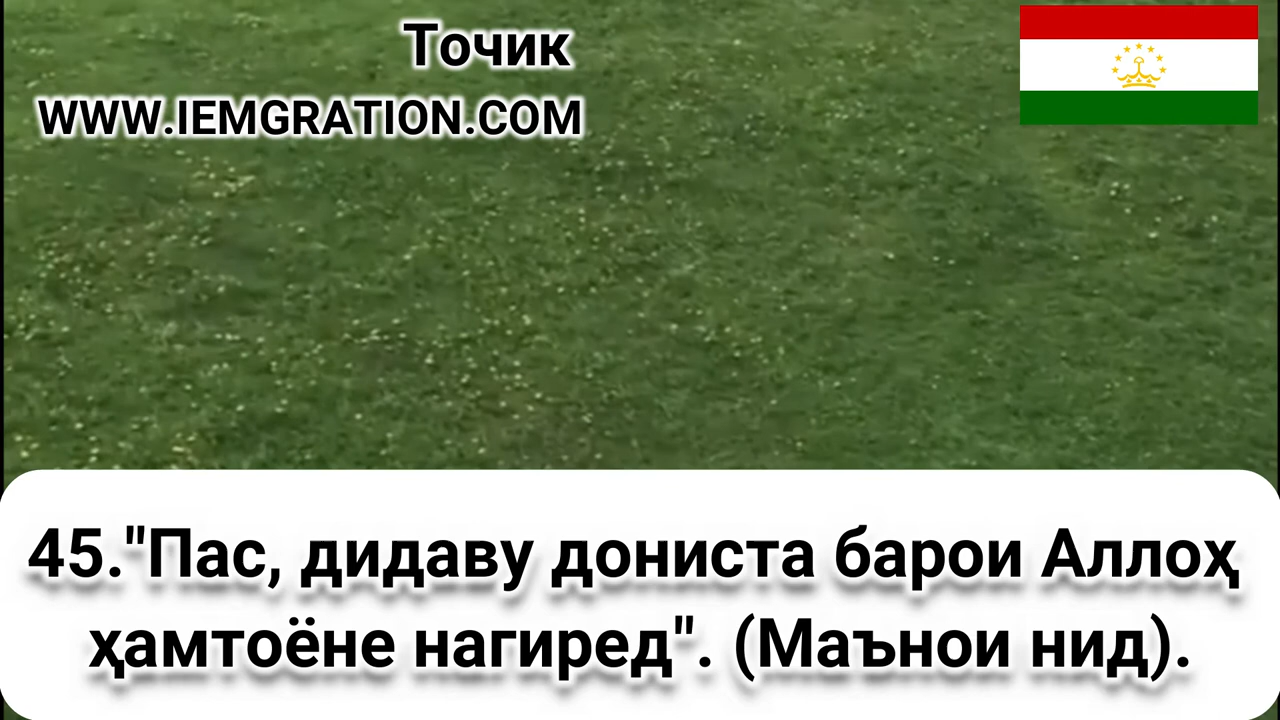 Точик
WWW.IEMGRATION.COM
45."Пас, дидаву дониста барои Аллоҳ
ҳамтоёне нагиред". (Маънои нид).